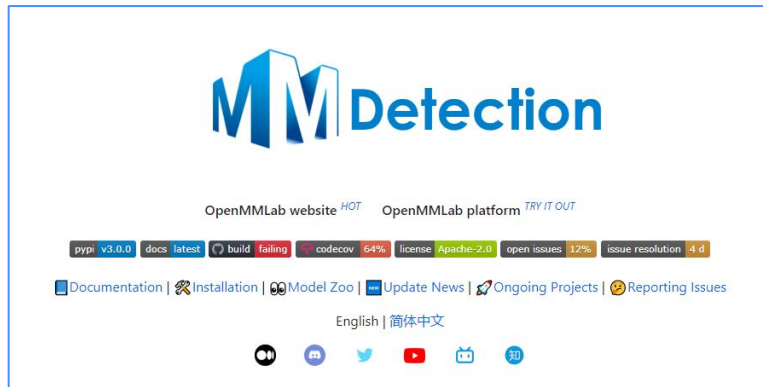 MMDetection
OpenMMLab website HOT OpenMMLab platform TRY IT OUT
pypi v3.0.0 docs latest build failing codecov 64% license Apache-2.0 open issues 12% issue resolution 4 d
Documentation | Installation | Model Zoo | Update News | Ongoing Projects | Reporting Issues
English | 简体中文
知